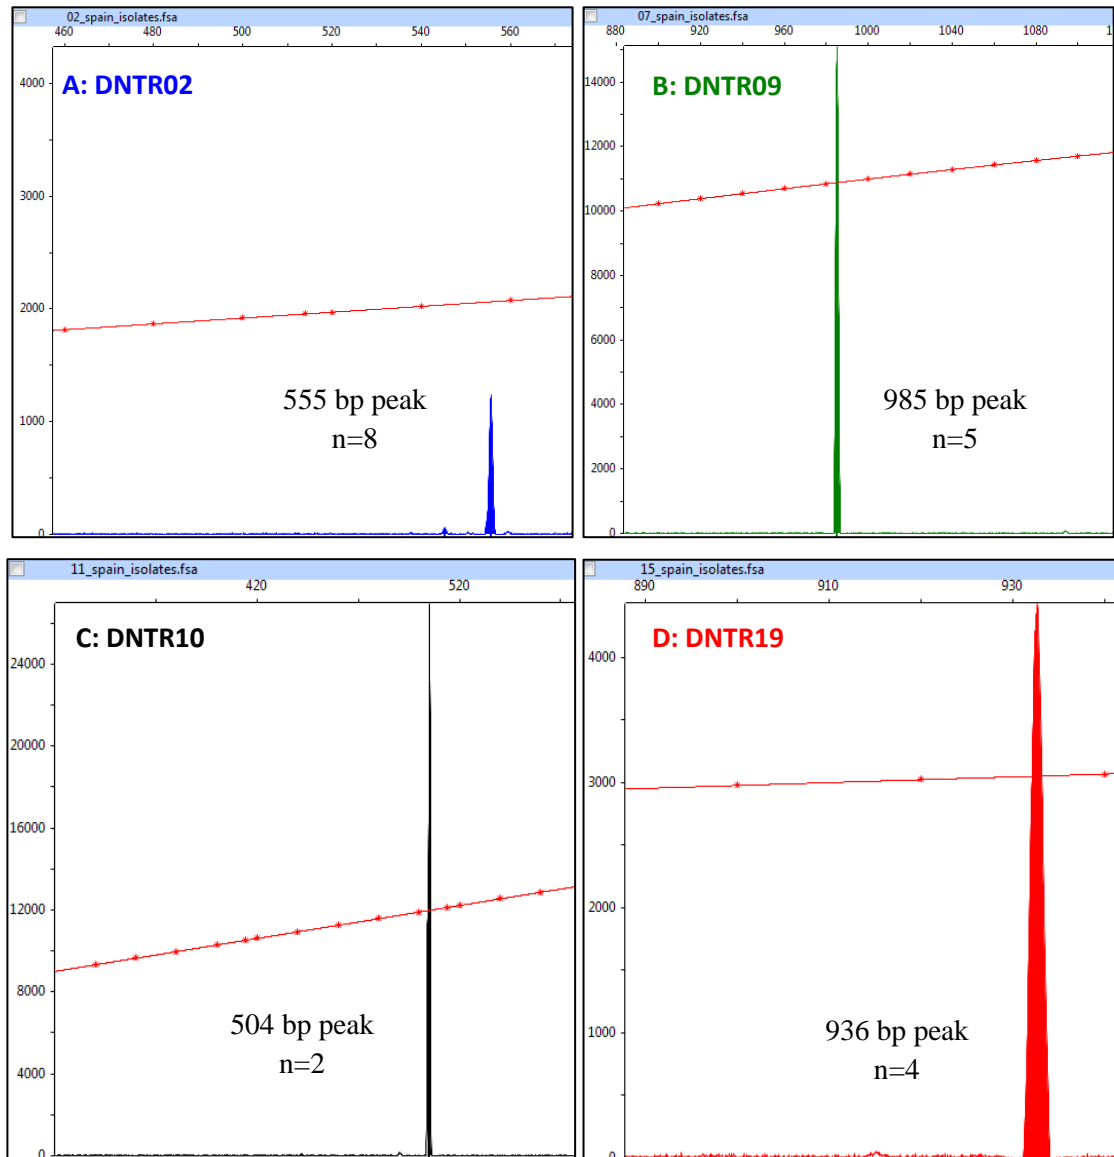 02_spain_isolates.fsa
460 480 500 520 540 560
A: DNTR02
4000
3000
2000
1000
0
555 bp peak
n=8
07_spain_isolates.fsa
880 920 960 1000 1040 1080 1
B: DNTR09
14000
12000
10000
8000
6000
4000
2000
0
985 bp peak
n=5
11_spain_isolates.fsa
420 520
C: DNTR10
24000
20000
16000
12000
8000
4000
0
504 bp peak
n=2
15_spain_isolates.fsa
890 910 930
D: DNTR19
4000
3000
2000
1000
0
936 bp peak
n=4